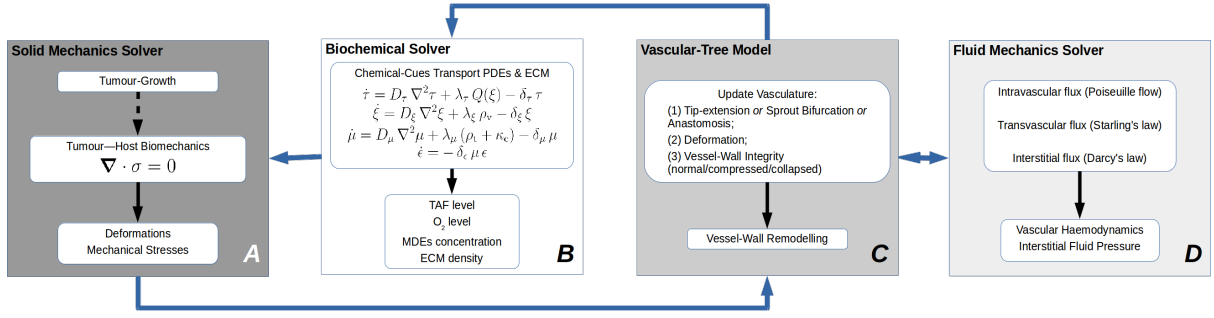 Solid Mechanics Solver
Tumour-Growth
Tumour—Host Biomechanics
∇ · σ = 0
Deformations
Mechanical Stresses
A
Biochemical Solver
Chemical-Cues Transport PDEs & ECM
τ̇ = D_τ ∇²τ + λ_τ Q(ξ) − δ_τ τ
ξ̇ = D_ξ ∇²ξ + λ_ξ ρ_v − δ_ξ ξ
μ̇ = D_μ ∇²μ + λ_μ (ρ_t + κ_e) − δ_μ μ
ϵ̇ = − δ_ϵ μ ϵ
TAF level
O₂ level
MDEs concentration
ECM density
B
Vascular-Tree Model
Update Vasculature:
(1) Tip-extension or Sprout Bifurcation or
Anastomosis;
(2) Deformation;
(3) Vessel-Wall Integrity
(normal/compressed/collapsed)
Vessel-Wall Remodelling
C
Fluid Mechanics Solver
Intravascular flux (Poiseuille flow)
Transvascular flux (Starling's law)
Interstitial flux (Darcy's law)
Vascular Haemodynamics
Interstitial Fluid Pressure
D